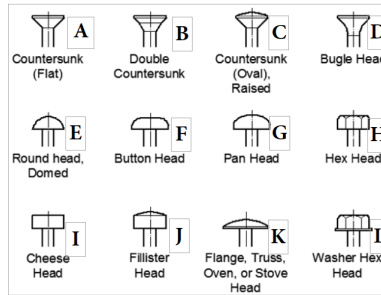 A
B
C
D
Countersunk (Flat)
Double Countersunk
Countersunk (Oval), Raised
Bugle Head
E
F
G
H
Round head, Domed
Button Head
Pan Head
Hex Head
I
J
K
Cheese Head
Fillister Head
Flange, Truss, Oven, or Stove Head
Washer Hex Head